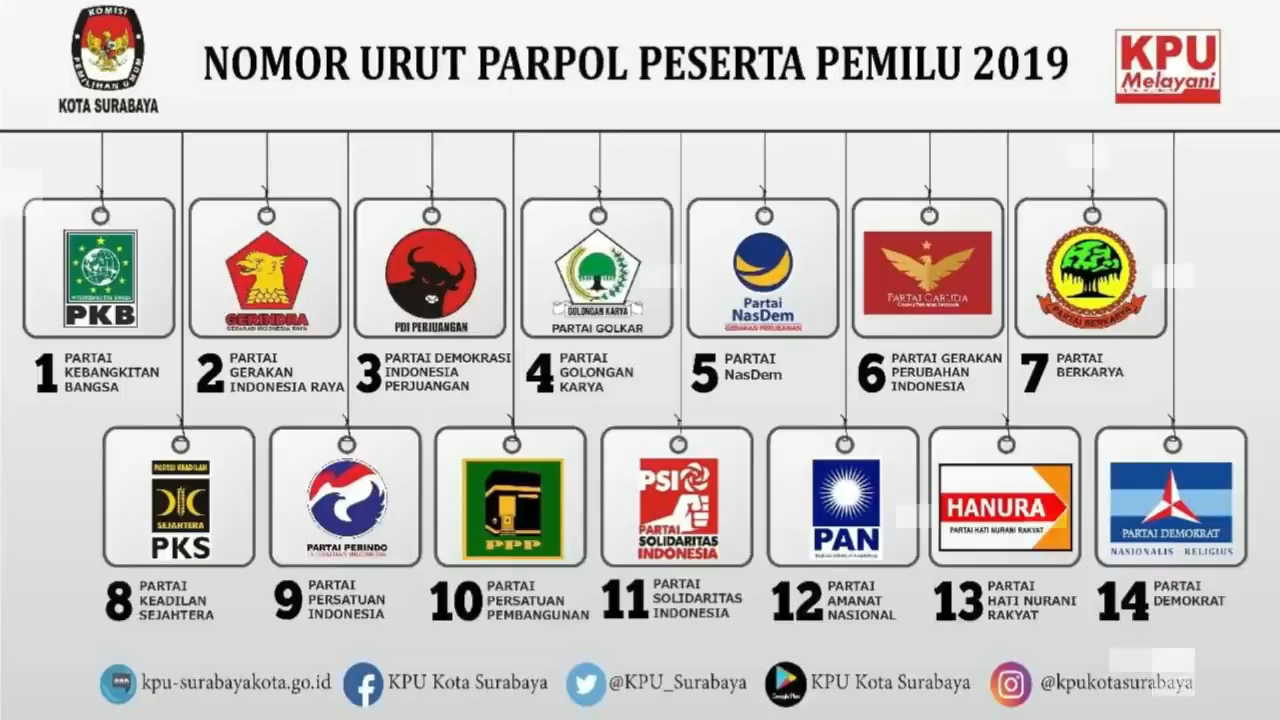 KOMISI
PEMILIHAN UMUM
KOTA SURABAYA
NOMOR URUT PARPOL PESERTA PEMILU 2019
KPU
Melayani
PKB
1 PARTAI
KEBANGKITAN
BANGSA
GERINDRA
GERAKAN INDONESIA RAYA
2 PARTAI
GERAKAN
INDONESIA RAYA
PDI PERJUANGAN
3 PARTAI DEMOKRASI
INDONESIA
PERJUANGAN
GOLONGAN KARYA
PARTAI GOLKAR
4 PARTAI
GOLONGAN
KARYA
Partai
NasDem
GERAKAN PERUBAHAN
5 PARTAI
NasDem
PARTAI GARUDA
6 PARTAI GERAKAN
PERUBAHAN
INDONESIA
PARTAI BERKARYA
7 PARTAI
BERKARYA
PARTAI KEADILAN
SEJAHTERA
PKS
8 PARTAI
KEADILAN
SEJAHTERA
PARTAI PERINDO
9 PARTAI
PERSATUAN
INDONESIA
PPP
10 PARTAI
PERSATUAN
PEMBANGUNAN
PSI
PARTAI
SOLIDARITAS
INDONESIA
11 PARTAI
SOLIDARITAS
INDONESIA
PAN
12 PARTAI
AMANAT
NASIONAL
HANURA
PARTAI HATI NURANI RAKYAT
13 PARTAI
HATI NURANI
RAKYAT
PARTAI DEMOKRAT
NASIONALIS - RELIGIUS
14 PARTAI
DEMOKRAT
kpu-surabayakota.go.id
KPU Kota Surabaya
@KPU_Surabaya
Google Play
KPU Kota Surabaya
@kpukotasurabaya